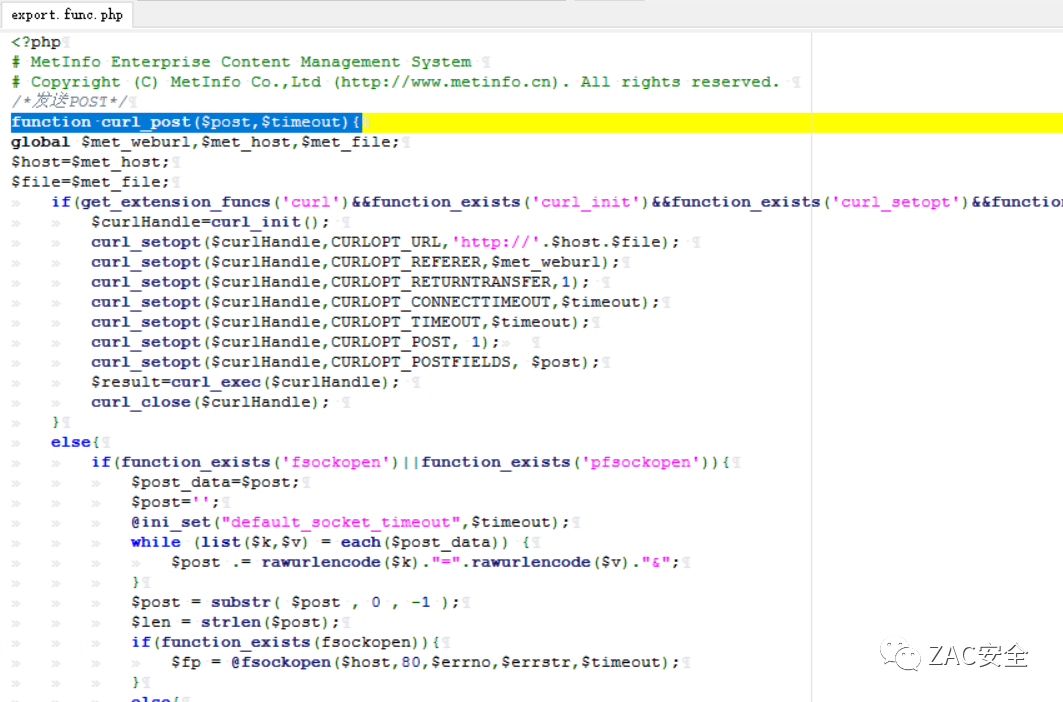 export.func.php
<?php
# MetInfo Enterprise Content Management System
# Copyright (C) MetInfo Co.,Ltd (http://www.metinfo.cn). All rights reserved.
/*发送POST*/
function curl_post($post,$timeout){
global $met_weburl,$met_host,$met_file;
$host=$met_host;
$file=$met_file;
if(get_extension_funcs('curl')&&function_exists('curl_init')&&function_exists('curl_setopt')&&function
$curlHandle=curl_init();
curl_setopt($curlHandle,CURLOPT_URL,'http://'.$host.$file);
curl_setopt($curlHandle,CURLOPT_REFERER,$met_weburl);
curl_setopt($curlHandle,CURLOPT_RETURNTRANSFER,1);
curl_setopt($curlHandle,CURLOPT_CONNECTTIMEOUT,$timeout);
curl_setopt($curlHandle,CURLOPT_TIMEOUT,$timeout);
curl_setopt($curlHandle,CURLOPT_POST, 1);
curl_setopt($curlHandle,CURLOPT_POSTFIELDS, $post);
$result=curl_exec($curlHandle);
curl_close($curlHandle);
}
else{
if(function_exists('fsockopen')||function_exists('pfsockopen')){
$post_data=$post;
$post='';
@ini_set("default_socket_timeout",$timeout);
while (list($k,$v) = each($post_data)) {
$post .= rawurlencode($k)."=".rawurlencode($v)."&";
}
$post = substr( $post , 0 , -1 );
$len = strlen($post);
if(function_exists(fsockopen)){
$fp = @fsockopen($host,80,$errno,$errstr,$timeout);
}
else{
ZAC安全